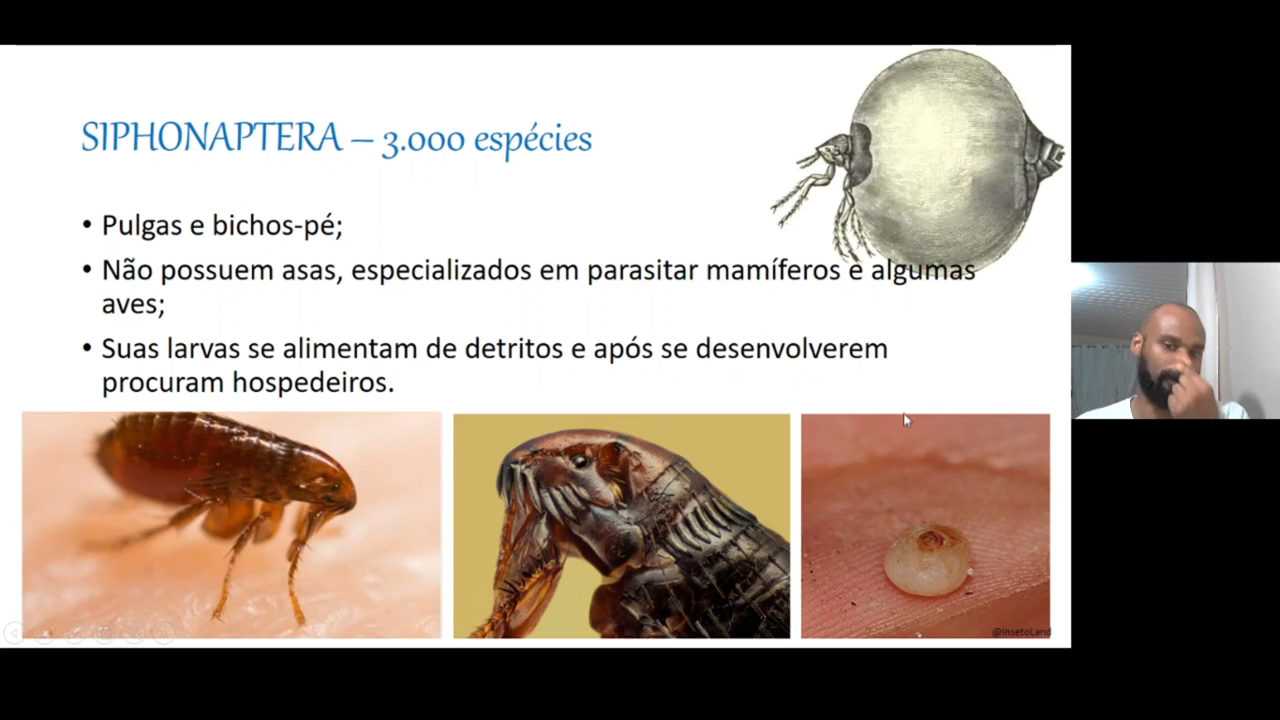 SIPHONAPTERA – 3.000 espécies
• Pulgas e bichos-pé;
• Não possuem asas, especializados em parasitar mamíferos e algumas
aves;
• Suas larvas se alimentam de detritos e após se desenvolverem
procuram hospedeiros.
@InsetoLand